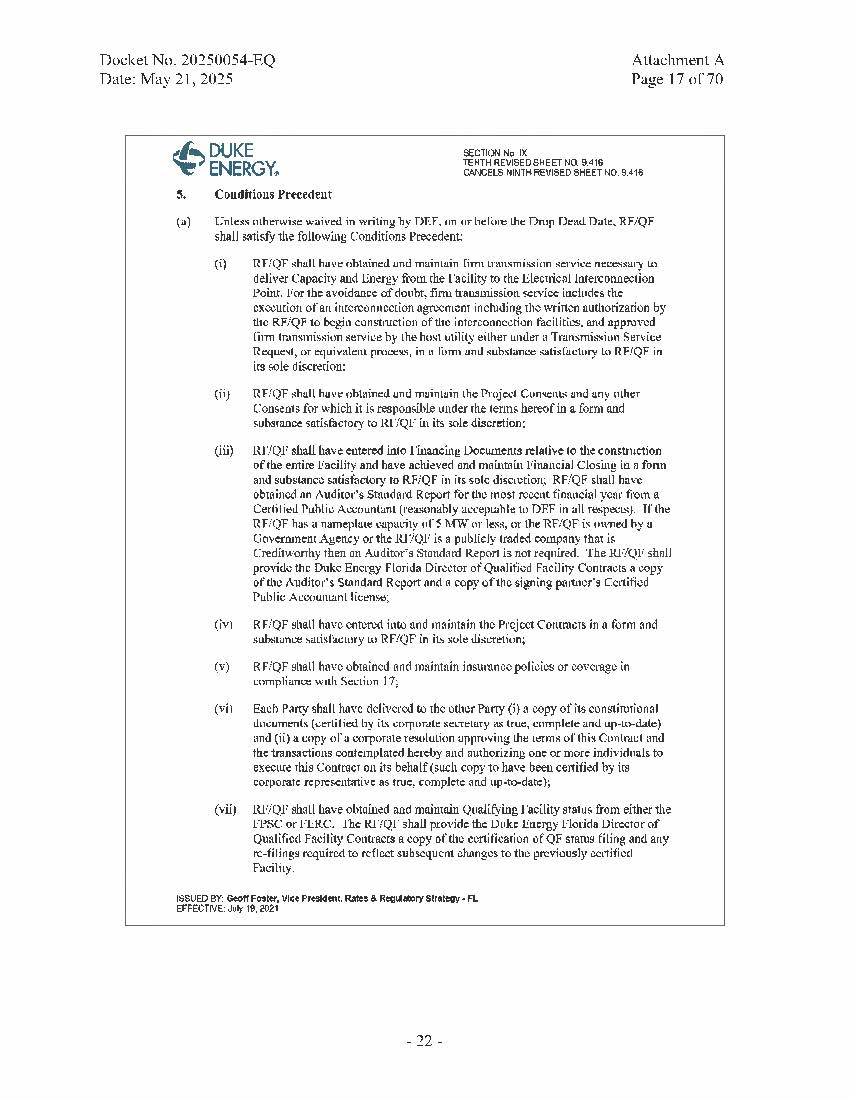 Docket No. 20250054-EQ
Date: May 21, 2025
Attachment A
Page 17 of 70
DUKE
ENERGY®
SECTION No. IX
TENTH REVISED SHEET NO. 9.416
CANCELS NINTH REVISED SHEET NO. 9.416
5. Conditions Precedent
(a) Unless otherwise waived in writing by DEF, on or before the Drop Dead Date, RF/QF
shall satisfy the following Conditions Precedent:
(i) RF/QF shall have obtained and maintain firm transmission service necessary to
deliver Capacity and Energy from the Facility to the Electrical Interconnection
Point. For the avoidance of doubt, firm transmission service includes the
execution of an interconnection agreement including the written authorization by
the RF/QF to begin construction of the interconnection facilities, and approved
firm transmission service by the host utility either under a Transmission Service
Request, or equivalent process, in a form and substance satisfactory to RF/QF in
its sole discretion;
(ii) RF/QF shall have obtained and maintain the Project Consents and any other
Consents for which it is responsible under the terms hereof in a form and
substance satisfactory to RF/QF in its sole discretion;
(iii) RF/QF shall have entered into Financing Documents relative to the construction
of the entire Facility and have achieved and maintain Financial Closing in a form
and substance satisfactory to RF/QF in its sole discretion; RF/QF shall have
obtained an Auditor's Standard Report for the most recent financial year from a
Certified Public Accountant (reasonably acceptable to DEF in all respects). If the
RF/QF has a nameplate capacity of 5 MW or less, or the RF/QF is owned by a
Government Agency or the RF/QF is a publicly traded company that is
Creditworthy then an Auditor's Standard Report is not required. The RF/QF shall
provide the Duke Energy Florida Director of Qualified Facility Contracts a copy
of the Auditor's Standard Report and a copy of the signing partner's Certified
Public Accountant license;
(iv) RF/QF shall have entered into and maintain the Project Contracts in a form and
substance satisfactory to RF/QF in its sole discretion;
(v) RF/QF shall have obtained and maintain insurance policies or coverage in
compliance with Section 17;
(vi) Each Party shall have delivered to the other Party (i) a copy of its constitutional
documents (certified by its corporate secretary as true, complete and up-to-date)
and (ii) a copy of a corporate resolution approving the terms of this Contract and
the transactions contemplated hereby and authorizing one or more individuals to
execute this Contract on its behalf (such copy to have been certified by its
corporate representative as true, complete and up-to-date);
(vii) RF/QF shall have obtained and maintain Qualifying Facility status from either the
FPSC or FERC. The RF/QF shall provide the Duke Energy Florida Director of
Qualified Facility Contracts a copy of the certification of QF status filing and any
re-filings required to reflect subsequent changes to the previously certified
Facility.
ISSUED BY: Geoff Foster, Vice President, Rates & Regulatory Strategy - FL
EFFECTIVE: July 19, 2021
- 22 -